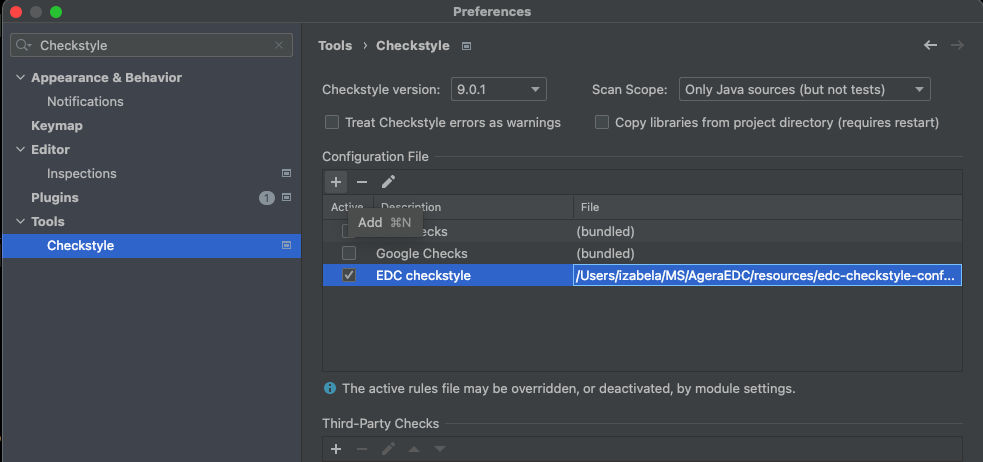 Preferences
Checkstyle
Appearance & Behavior
Notifications
Keymap
Editor
Inspections
Plugins 1
Tools
Checkstyle
Tools › Checkstyle
Checkstyle version: 9.0.1 Scan Scope: Only Java sources (but not tests)
Treat Checkstyle errors as warnings Copy libraries from project directory (requires restart)
Configuration File
Active Description File
Add ⌘N
(bundled)
Google Checks (bundled)
EDC checkstyle /Users/izabela/MS/AgeraEDC/resources/edc-checkstyle-conf...
The active rules file may be overridden, or deactivated, by module settings.
Third-Party Checks